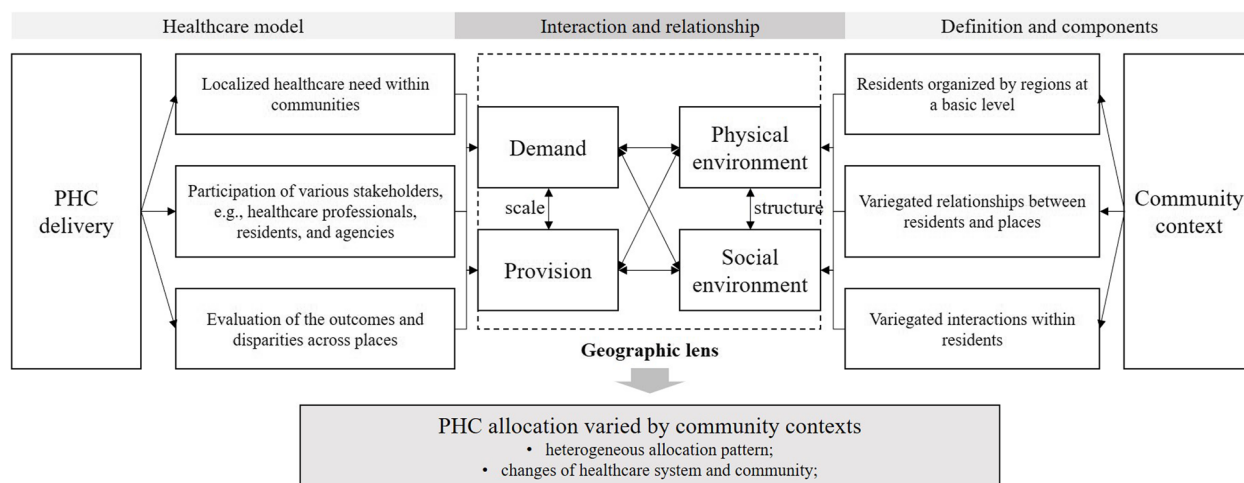 Healthcare model
Interaction and relationship
Definition and components
PHC
delivery
Localized healthcare need within
communities
Participation of various stakeholders,
e.g., healthcare professionals,
residents, and agencies
Evaluation of the outcomes and
disparities across places
Demand
scale
Provision
Physical
environment
structure
Social
environment
Geographic lens
Residents organized by regions at
a basic level
Variegated relationships between
residents and places
Variegated interactions within
residents
Community
context
PHC allocation varied by community contexts
• heterogeneous allocation pattern;
• changes of healthcare system and community;